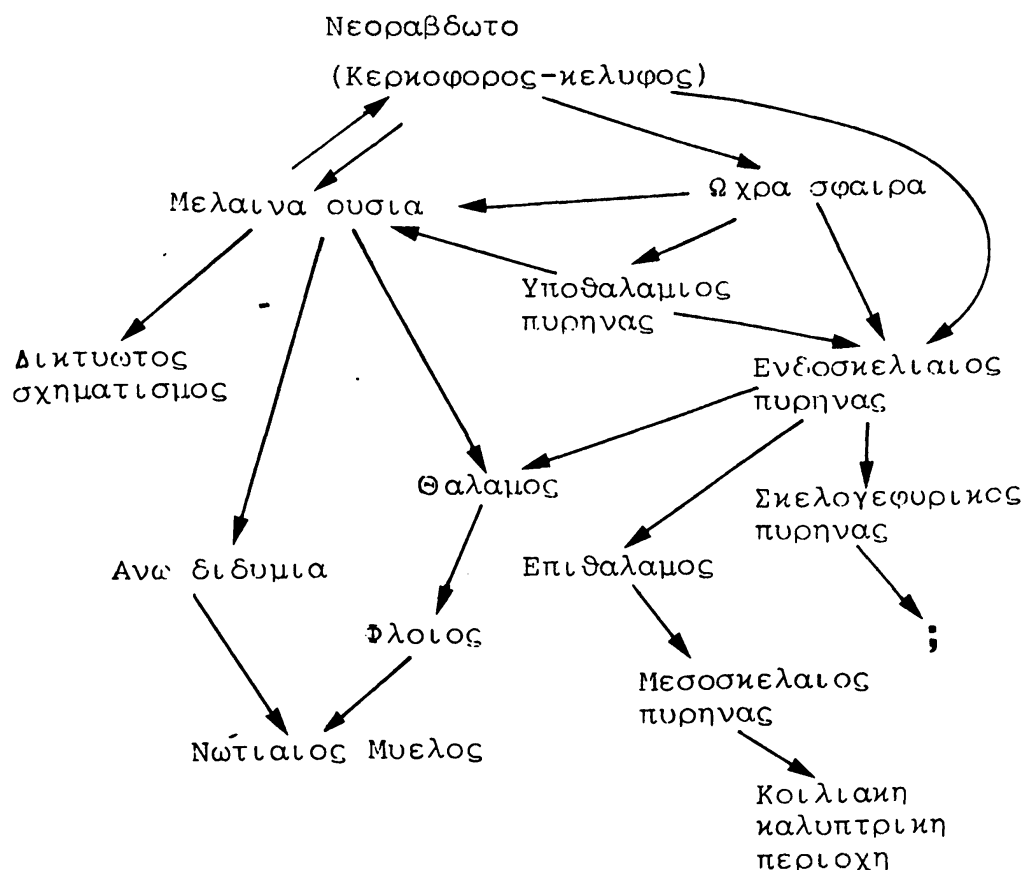 Νεοραβδωτο
(Κερκοφορος-κελυφος)
Ωχρα σφαιρα
Μελαινα ουσια
Υποθαλαμιος
πυρηνας
Δικτυωτος
σχηματισμος
Ενδοσκελιαιος
πυρηνας
Θαλαμος
Σκελογεφυρικος
πυρηνας
Ανω διδυμια
Επιθαλαμος
Φλοιος
;
Μεσοσκελαιος
πυρηνας
Νωτιαιος Μυελος
Κοιλιακη
καλυπτρικη
περιοχη